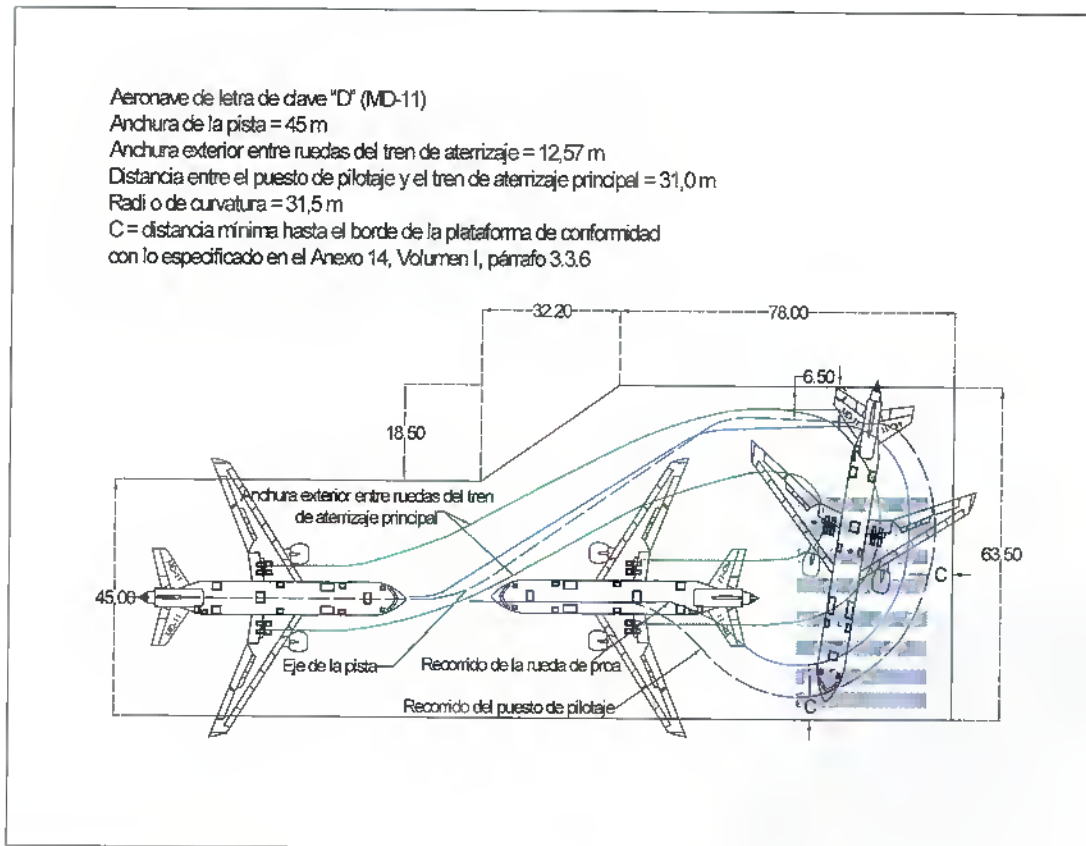 Aeronave de letra de clave "D" (MD-11)
Anchura de la pista = 45 m
Anchura exterior entre ruedas del tren de aterrizaje = 12,57 m
Distancia entre el puesto de pilotaje y el tren de aterrizaje principal = 31,0 m
Radio de curvatura = 31,5 m
C = distancia mínima hasta el borde de la plataforma de conformidad
con lo especificado en el Anexo 14, Volumen I, párrafo 3.3.6
32.20
78.00
6.50
18.50
Anchura exterior entre ruedas del tren
de aterrizaje principal
63.50
C
45.00
Eje de la pista
Recorrido de la rueda de proa
Recorrido del puesto de pilotaje
C